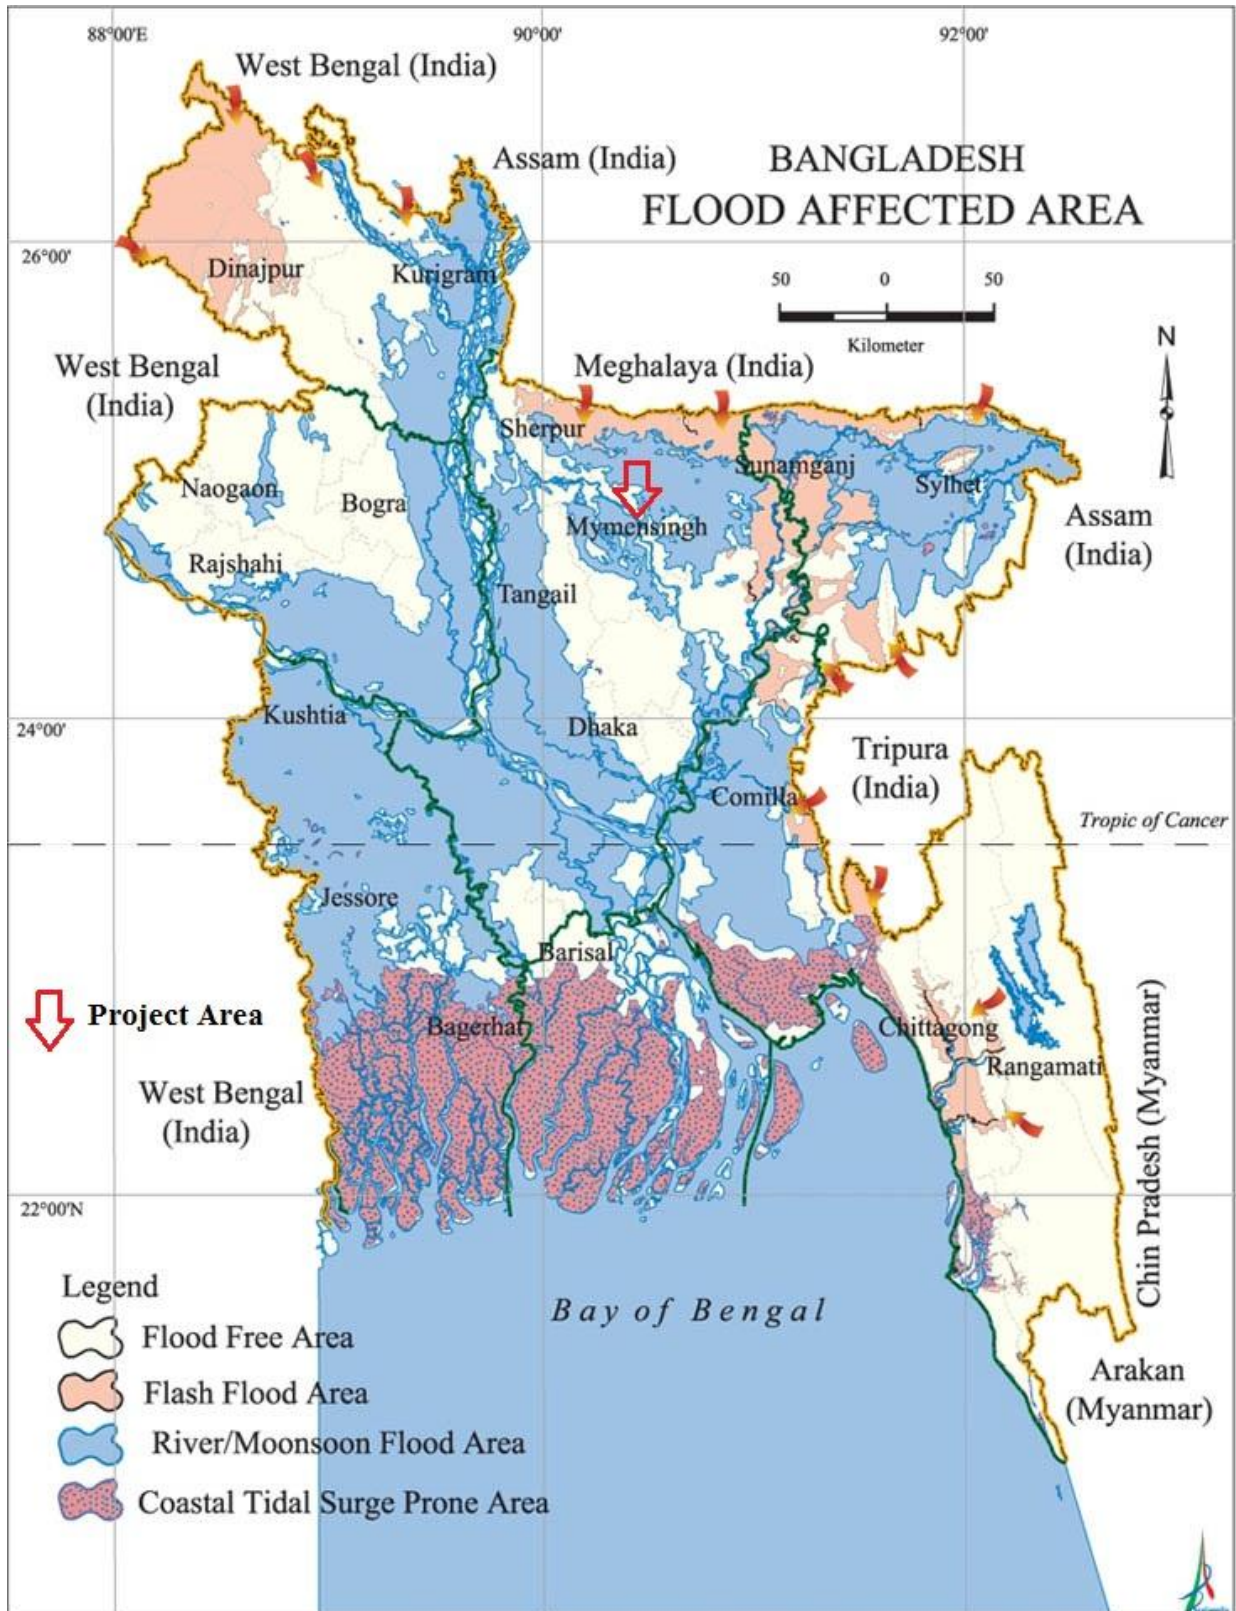 88°00'E
90°00'
92°00'
West Bengal (India)
Assam (India)
BANGLADESH
FLOOD AFFECTED AREA
26°00'
Dinajpur
Kurigram
50
0
50
Kilometer
N
West Bengal
(India)
Meghalaya (India)
Sherpur
Sunamganj
Sylhet
Naogaon
Bogra
Mymensingh
Assam
(India)
Rajshahi
Tangail
24°00'
Kushtia
Dhaka
Tripura
(India)
Comilla
Tropic of Cancer
Jessore
Barisal
Project Area
Bagerhat
Chittagong
Rangamati
West Bengal
(India)
Chin Pradesh (Myanmar)
22°00'N
Legend
Bay of Bengal
Flood Free Area
Flash Flood Area
River/Moonsoon Flood Area
Coastal Tidal Surge Prone Area
Arakan
(Myanmar)